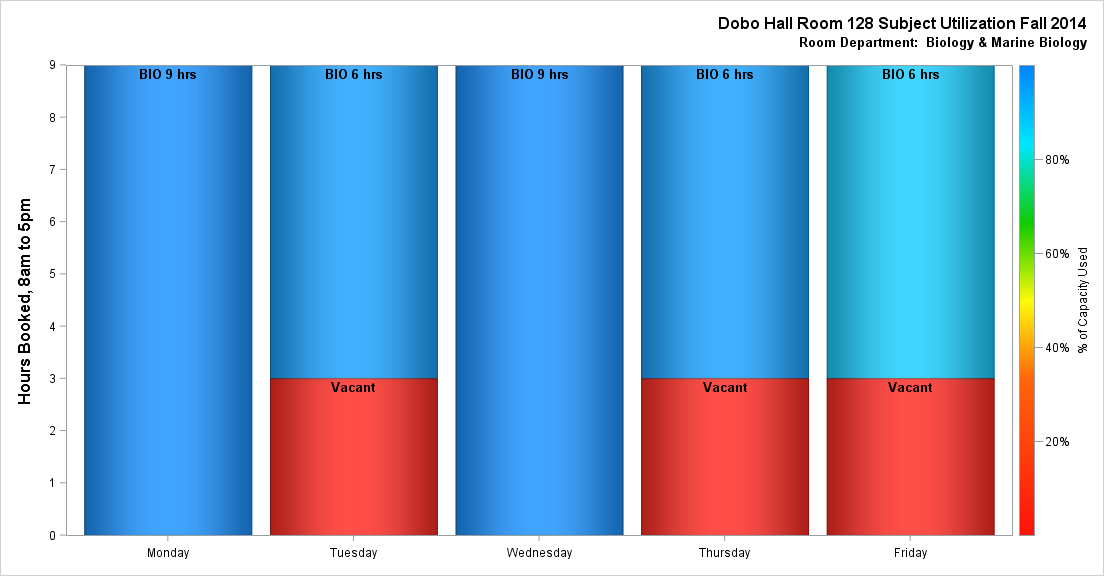 Dobo Hall Room 128 Subject Utilization Fall 2014
Room Department:  Biology & Marine Biology
Hours Booked, 8am to 5pm
9
8
7
6
5
4
3
2
1
0
BIO 9 hrs
BIO 6 hrs
BIO 9 hrs
BIO 6 hrs
BIO 6 hrs
Vacant
Vacant
Vacant
Monday
Tuesday
Wednesday
Thursday
Friday
80%
60%
40%
20%
% of Capacity Used